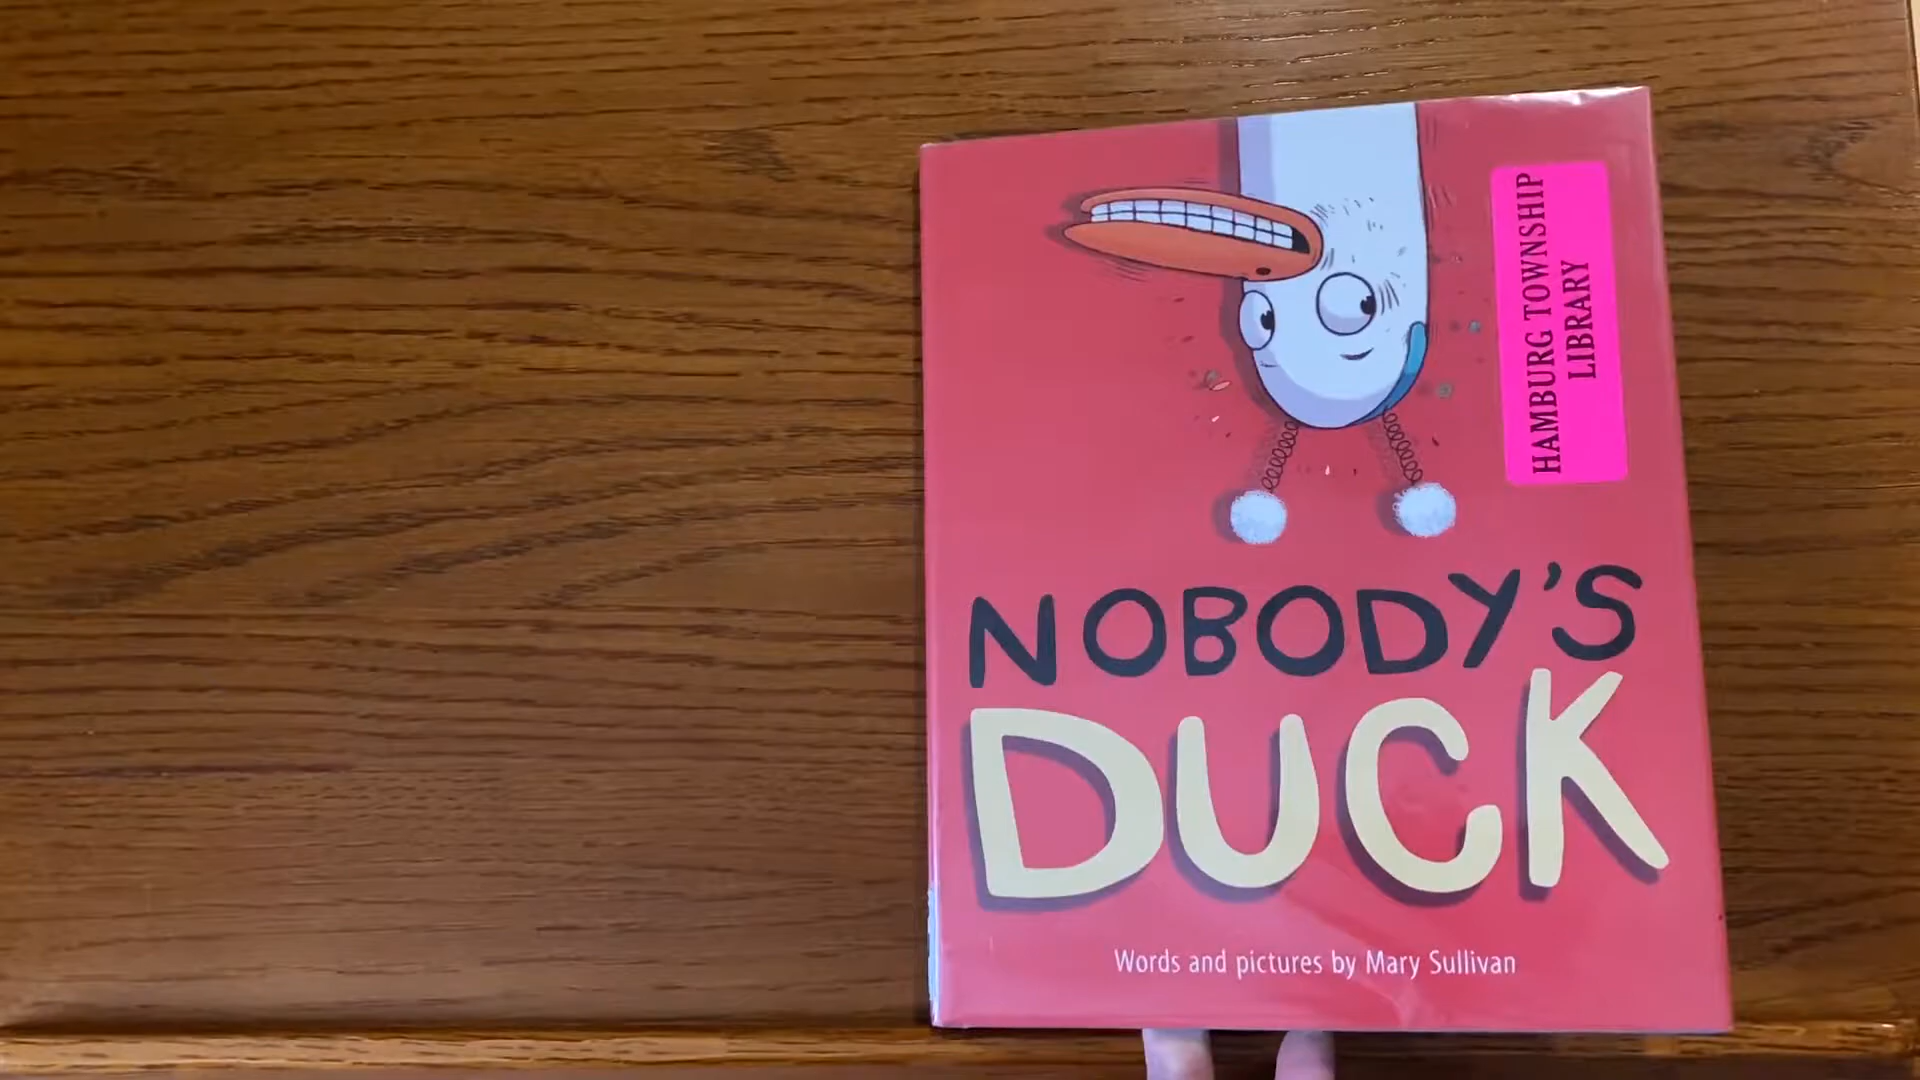 HAMBURG TOWNSHIP
LIBRARY
NOBODY'S
DUCK
Words and pictures by Mary Sullivan